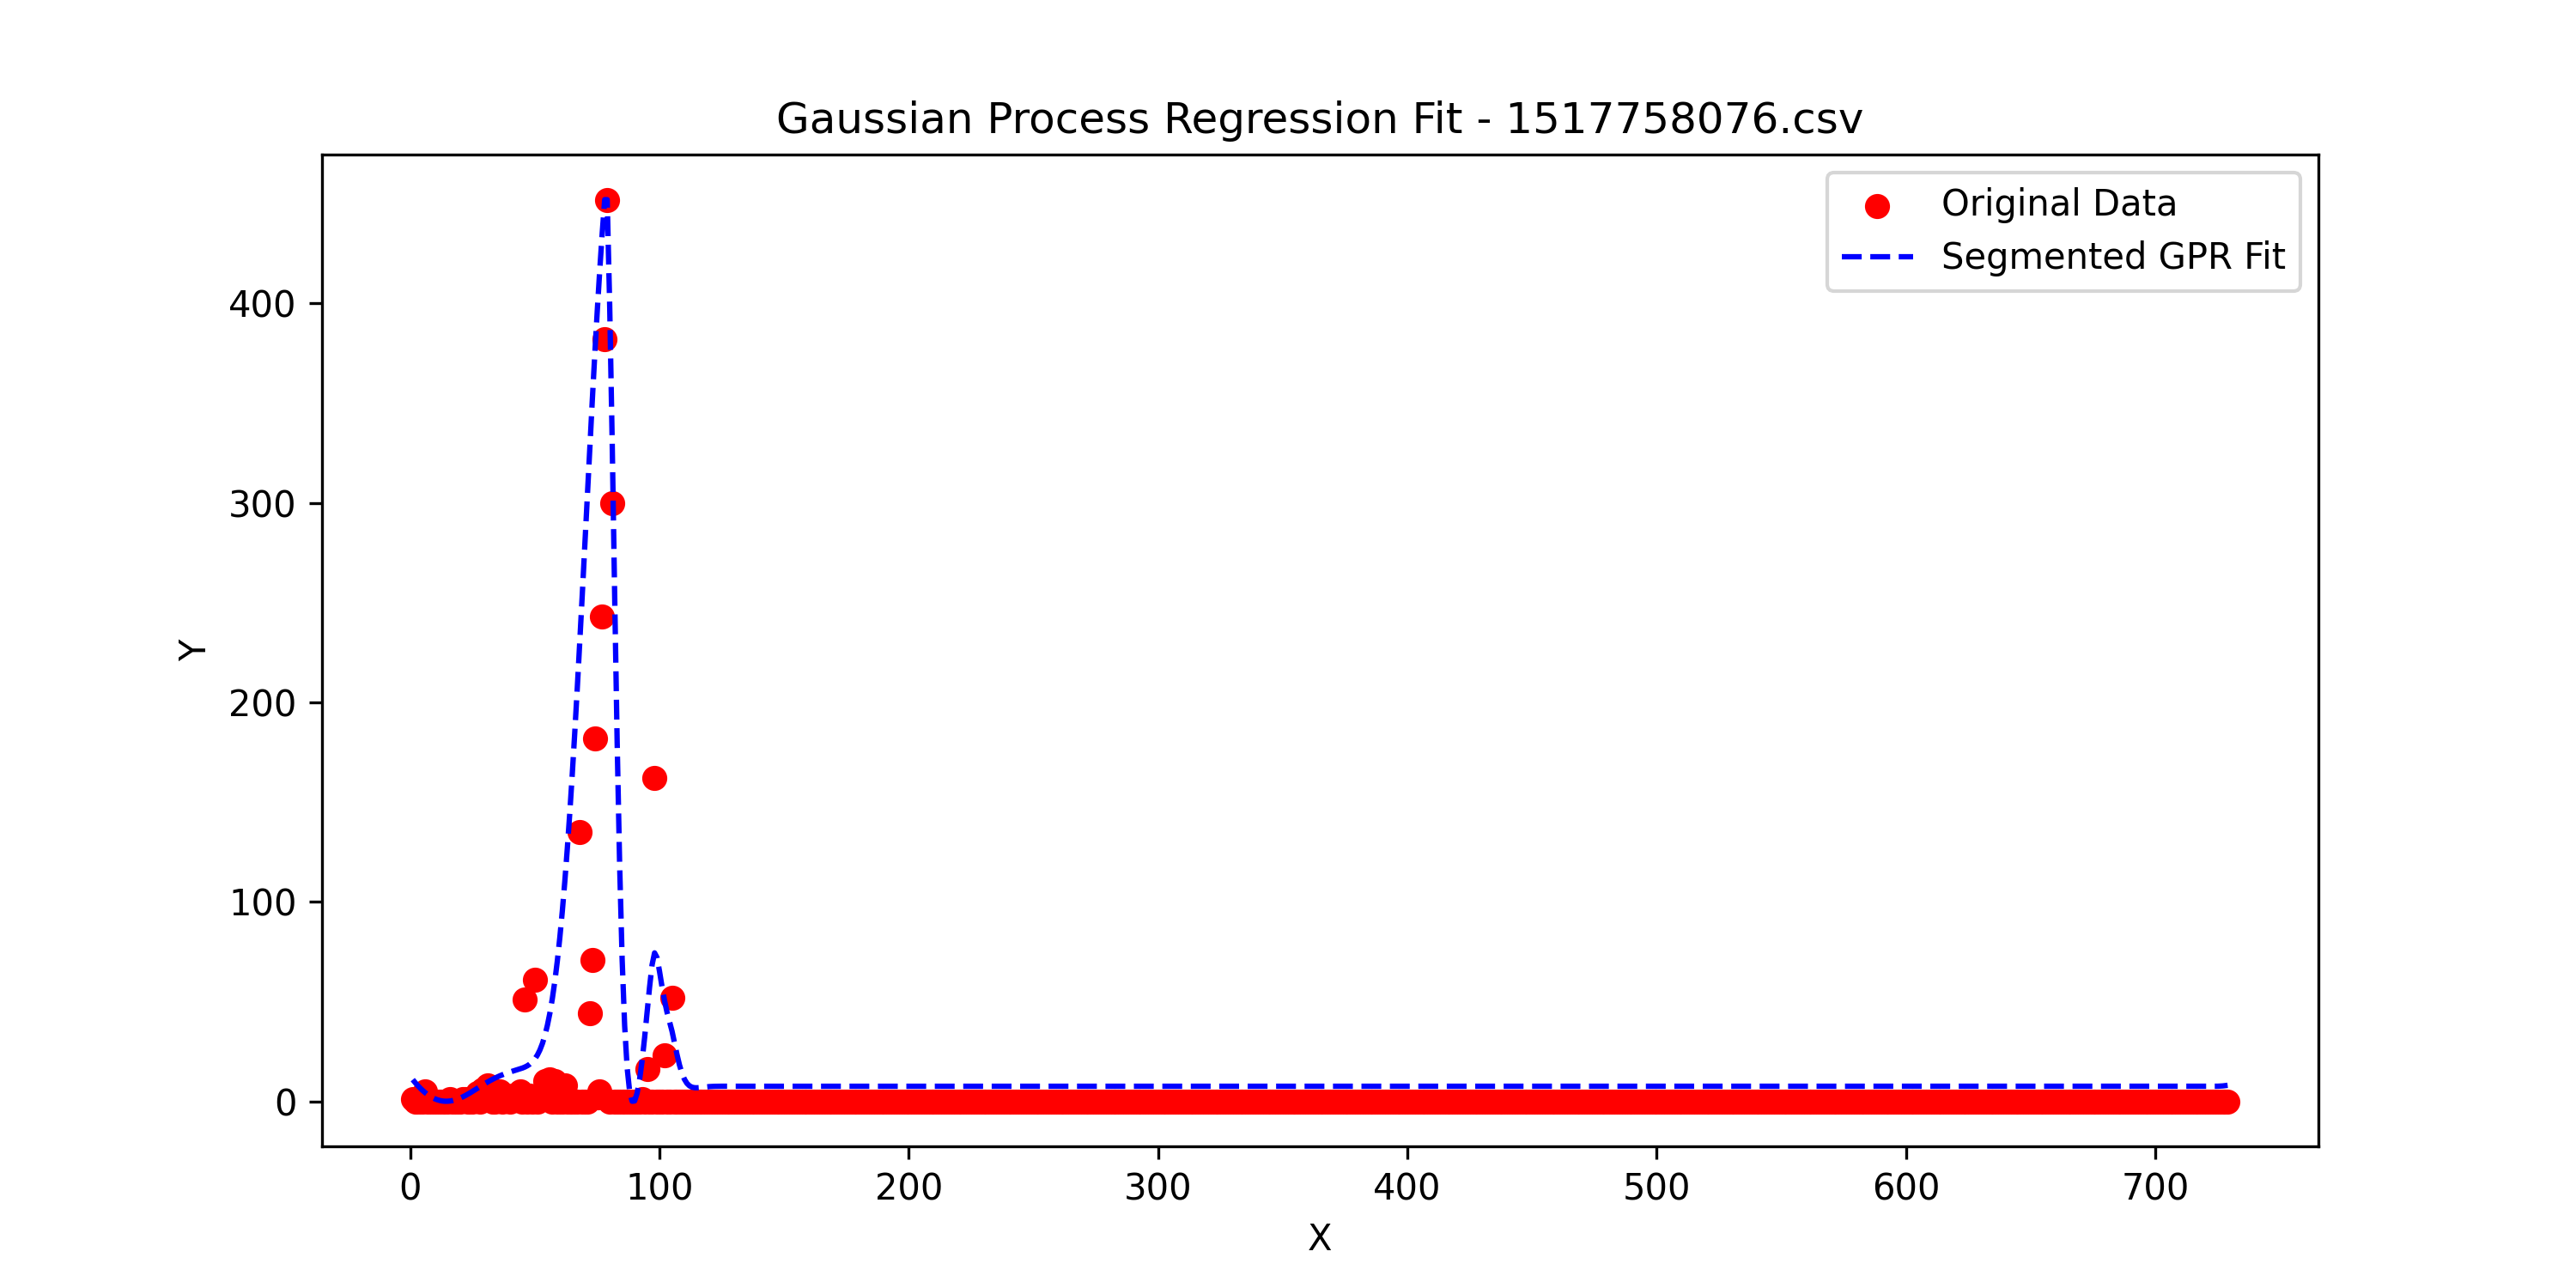 Gaussian Process Regression Fit - 1517758076.csv
Original Data
Segmented GPR Fit
400
300
200
100
0
Y
0 100 200 300 400 500 600 700
X